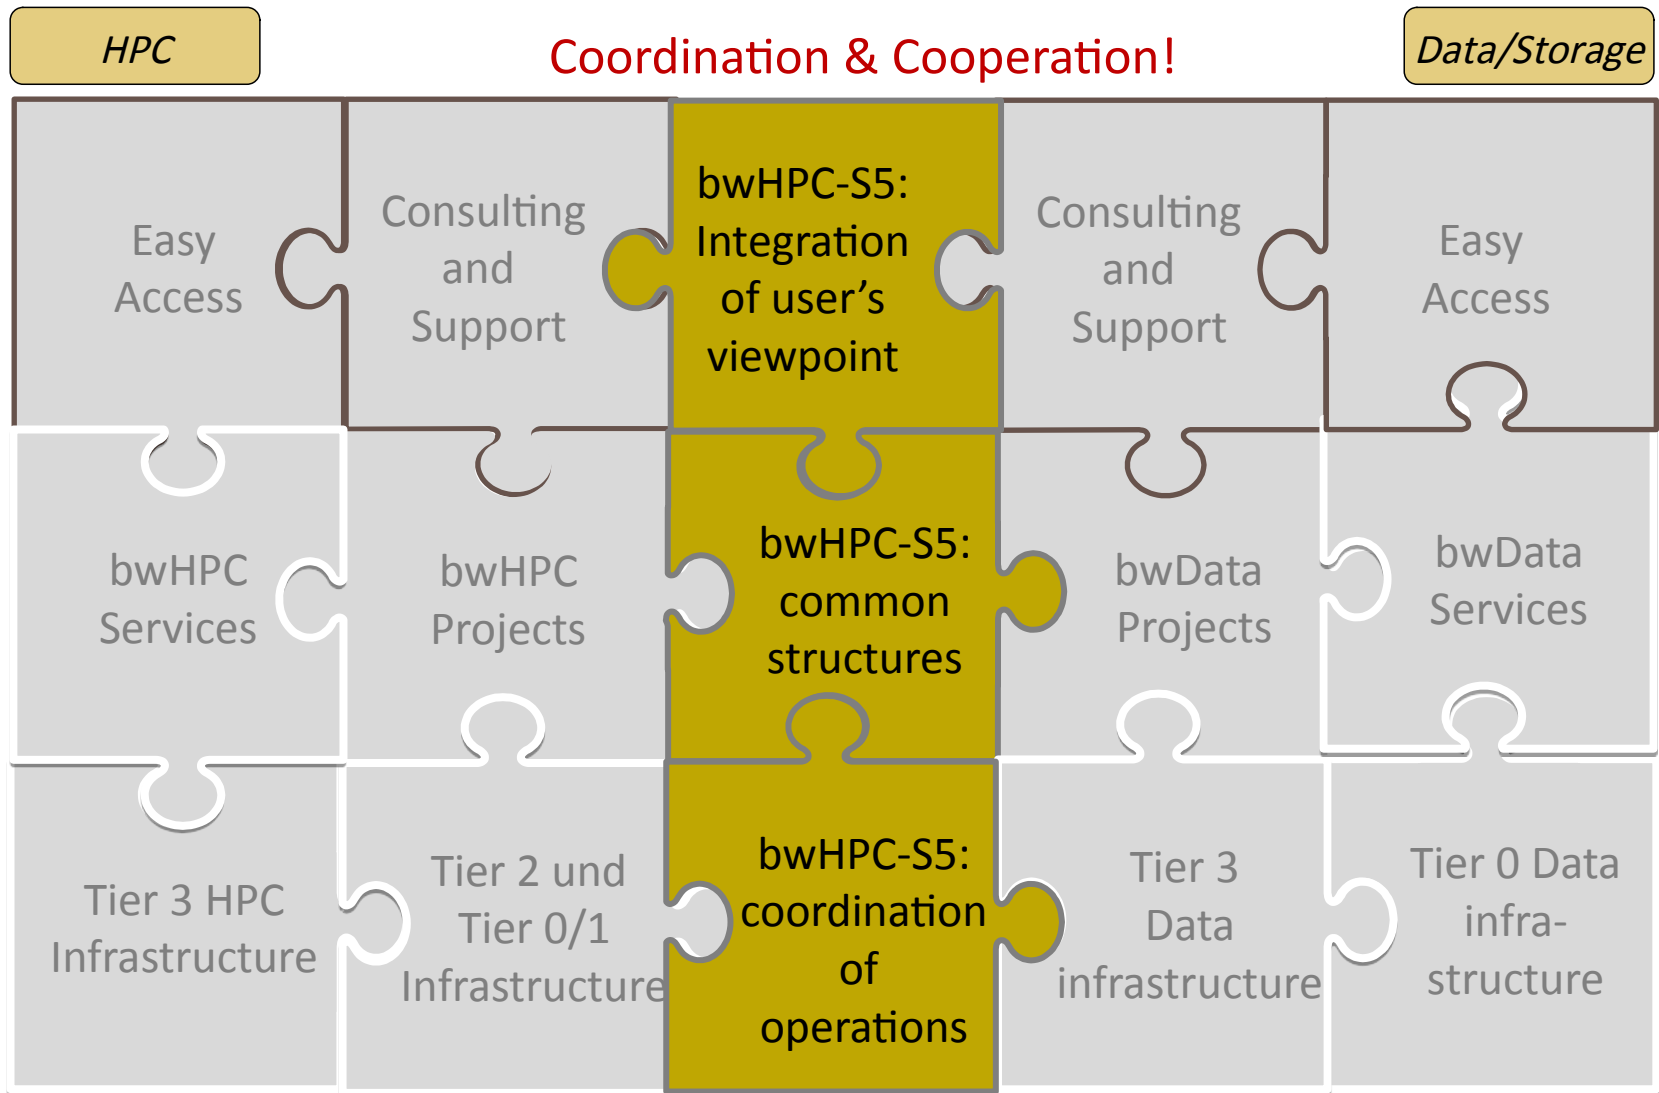 HPC
Coordination & Cooperation!
Data/Storage
Easy
Access
Consulting
and
Support
bwHPC-S5:
Integration
of user’s
viewpoint
Consulting
and
Support
Easy
Access
bwHPC
Services
bwHPC
Projects
bwHPC-S5:
common
structures
bwData
Projects
bwData
Services
Tier 3 HPC
Infrastructure
Tier 2 und
Tier 0/1
Infrastructure
bwHPC-S5:
coordination
of
operations
Tier 3
Data
infrastructure
Tier 0 Data
infra-
structure